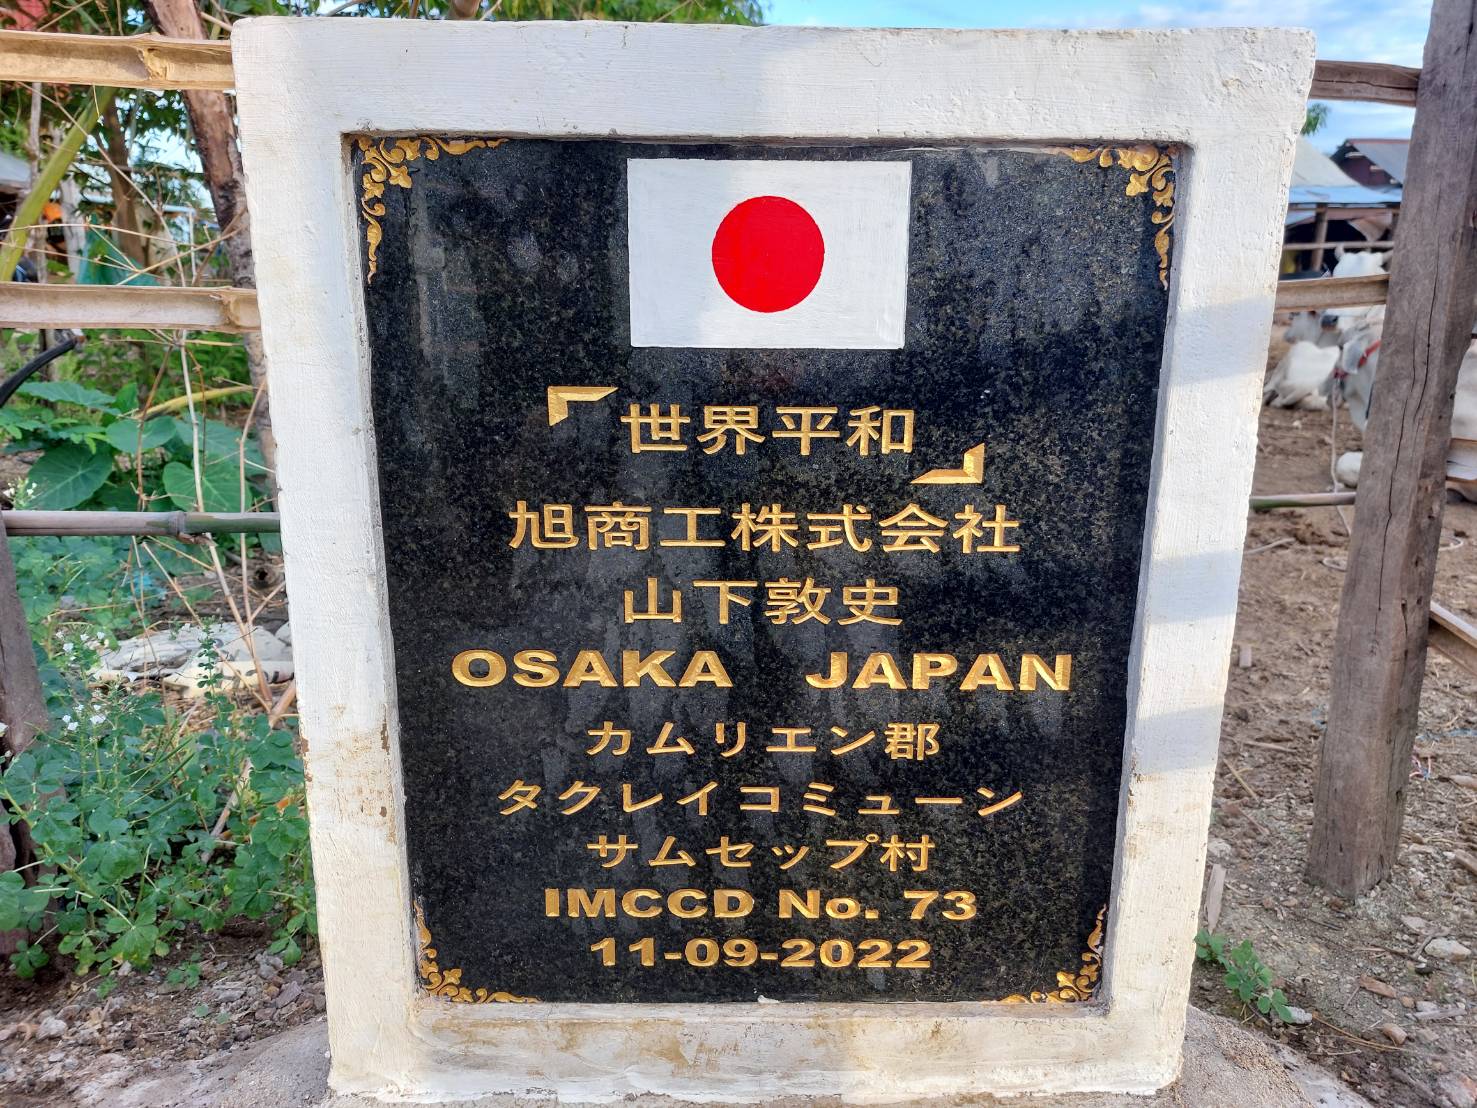 「世界平和」
旭商工株式会社
山下敦史
OSAKA JAPAN
カムリエン郡
タクレイコミューン
サムセップ村
IMCCD No. 73
11-09-2022